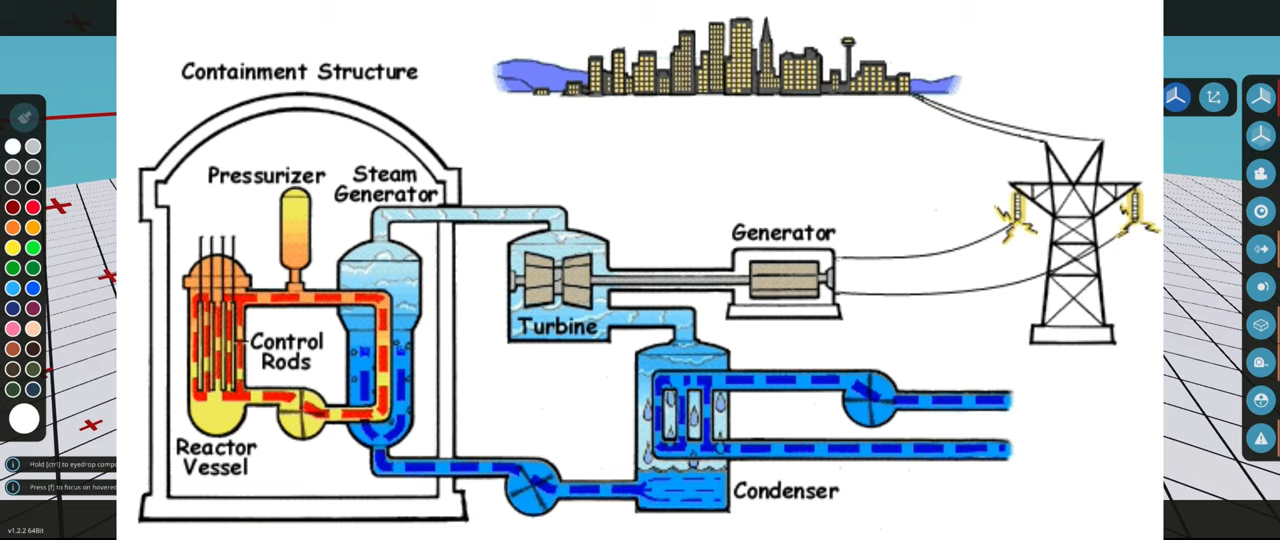 Containment Structure
Pressurizer
Steam
Generator
Generator
Turbine
Control
Rods
Reactor
Vessel
Condenser
Hold [ctrl] to eyedrop comp
Press [f] to focus on hovered
v1.2.2 64Bit